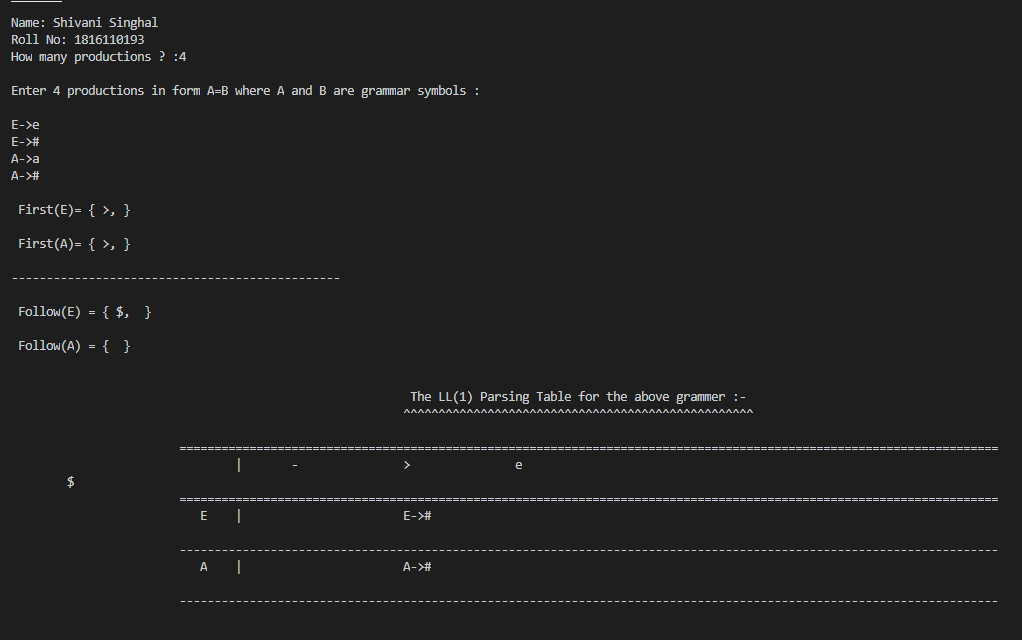 Name: Shivani Singhal
Roll No: 1816110193
How many productions ? :4
Enter 4 productions in form A=B where A and B are grammar symbols :
E->e
E->#
A->a
A->#
First(E)= { >, }
First(A)= { >, }
-----------------------------------------------
Follow(E) = { $,  }
Follow(A) = {  }
The LL(1) Parsing Table for the above grammer :-
^^^^^^^^^^^^^^^^^^^^^^^^^^^^^^^^^^^^^^^^^^^^^^^^^^
=====================================================================================================================
| - > e
$
=====================================================================================================================
E | E->#
---------------------------------------------------------------------------------------------------------------------
A | A->#
---------------------------------------------------------------------------------------------------------------------